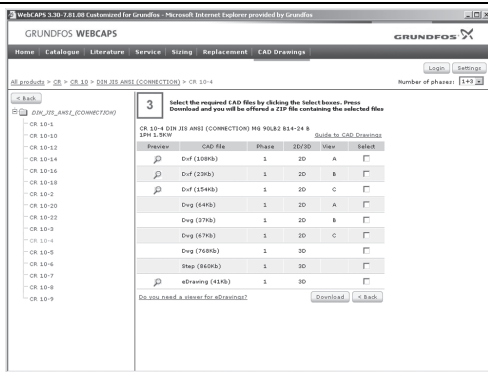 WebCAPS 3.30-7.81.08 Customized for Grundfos - Microsoft Internet Explorer provided by Grundfos
GRUNDFOS WEBCAPS
GRUNDFOS
Home | Catalogue | Literature | Service | Sizing | Replacement | CAD Drawings
Login Settings
All products > CR > CR 10 > DIN JIS ANSI (CONNECTION) > CR 10-4
Number of phases: 1+3
< Back
DIN_JIS_ANSI_(CONNECTION)
CR 10-1
CR 10-10
CR 10-12
CR 10-14
CR 10-16
CR 10-18
CR 10-2
CR 10-20
CR 10-22
CR 10-3
CR 10-4
CR 10-5
CR 10-6
CR 10-7
CR 10-8
CR 10-9
3
Select the required CAD files by clicking the Select boxes. Press
Download and you will be offered a ZIP file containing the selected files
CR 10-4 DIN JIS ANSI (CONNECTION) MG 90LB2 B14-24 B
1PH 1,5KW
Guide to CAD Drawings
Preview CAD file Phase 2D/3D View Select
Dxf (108Kb) 1 2D A
Dxf (23Kb) 1 2D B
Dxf (154Kb) 1 2D C
Dwg (64Kb) 1 2D A
Dwg (37Kb) 1 2D B
Dwg (67Kb) 1 2D C
Dwg (768Kb) 1 3D
Step (860Kb) 1 3D
eDrawing (41Kb) 1 3D
Do you need a viewer for eDrawings?
Download < Back